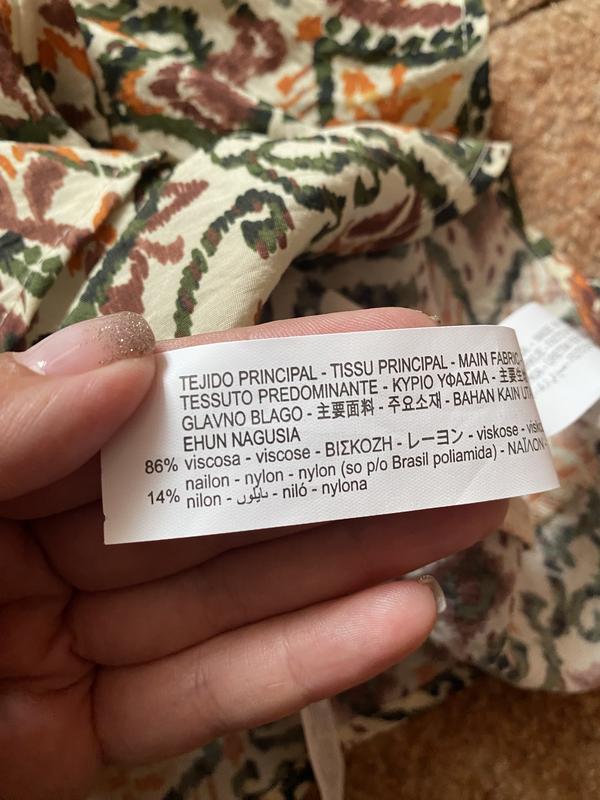 TEJIDO PRINCIPAL - TISSU PRINCIPAL - MAIN FABRIC
TESSUTO PREDOMINANTE - ΚΥΡΙΟ ΥΦΑΣΜΑ - 主要生
GLAVNO BLAGO - 主要面料 - 주요소재 - BAHAN KAIN
EHUN NAGUSIA
86% viscosa - viscose - ΒΙΣΚΟΖΗ - レーヨン - viskose -
nailon - nylon - nylon (so p/o Brasil poliamida) - ΝΑΪΛΟΝ
14% nilon - نايلون - niló - nylona